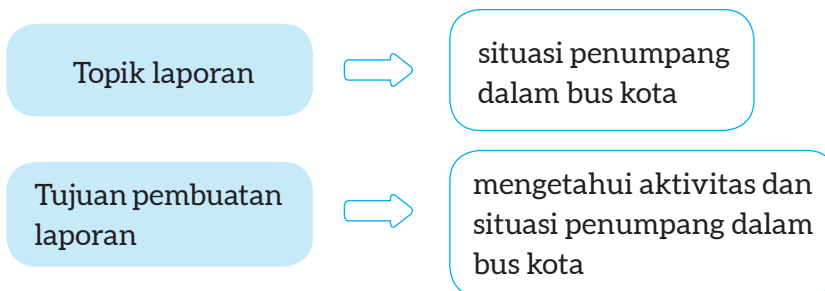 Topik laporan
situasi penumpang
dalam bus kota
Tujuan pembuatan
laporan
mengetahui aktivitas dan
situasi penumpang dalam
bus kota